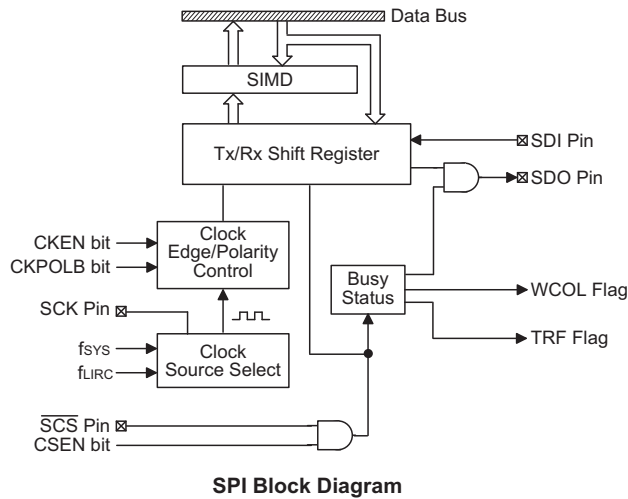 Data Bus
SIMD
Tx/Rx Shift Register
SDI Pin
SDO Pin
CKEN bit
CKPOLB bit
Clock
Edge/Polarity
Control
Busy
Status
WCOL Flag
TRF Flag
SCK Pin
fSYS
fLIRC
Clock
Source Select
SCS Pin
CSEN bit
SPI Block Diagram